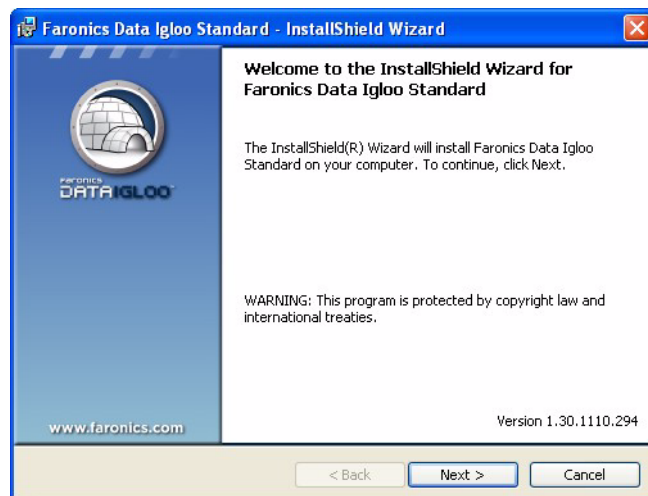 Faronics Data Igloo Standard - InstallShield Wizard
Welcome to the InstallShield Wizard for
Faronics Data Igloo Standard
FARONICS
DATAIGLOO
The InstallShield(R) Wizard will install Faronics Data Igloo
Standard on your computer. To continue, click Next.
WARNING: This program is protected by copyright law and
international treaties.
www.faronics.com
Version 1.30.1110.294
< Back
Next >
Cancel